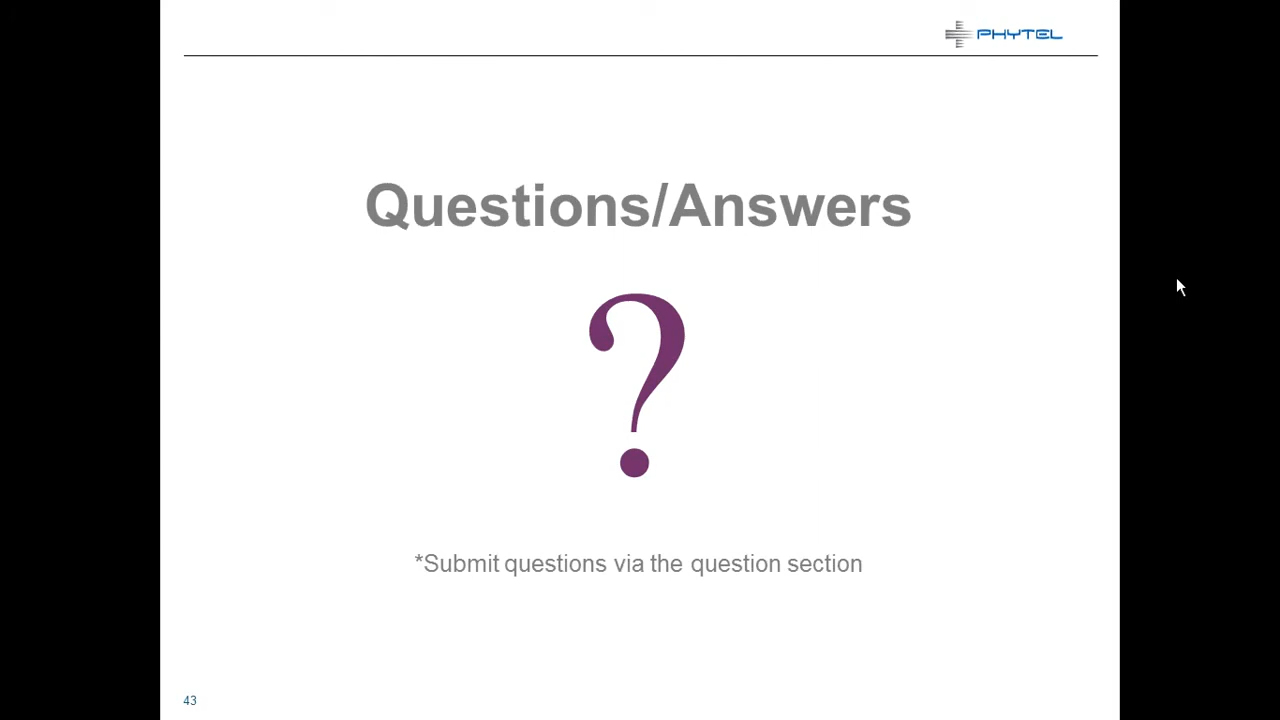 PHYTEL
Questions/Answers
?
*Submit questions via the question section
43